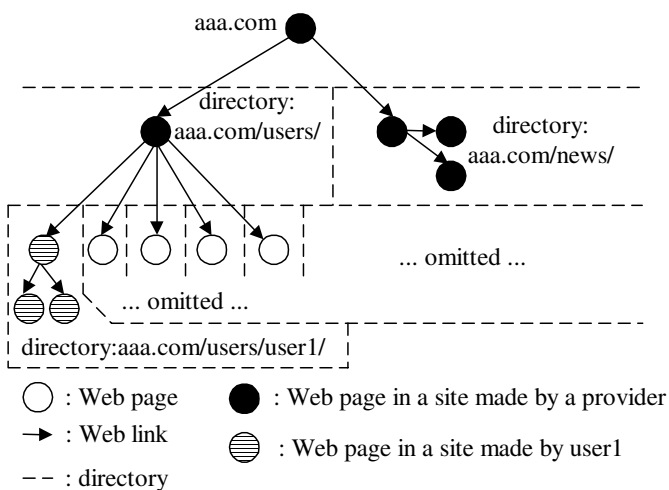 aaa.com
directory:
aaa.com/users/
directory:
aaa.com/news/
... omitted ...
... omitted ...
directory:aaa.com/users/user1/
: Web page
: Web page in a site made by a provider
: Web link
: Web page in a site made by user1
: directory